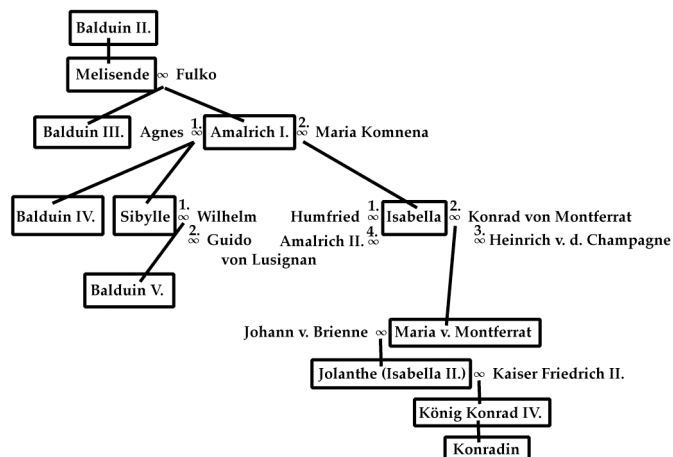 Balduin II.
Melisende ∞ Fulko
Balduin III. Agnes 1. ∞ Amalrich I. 2. ∞ Maria Komnena
Balduin IV. Sibylle 1. ∞ Wilhelm Humfried 1. ∞ Isabella 2. ∞ Konrad von Montferrat
2. ∞ Guido Amalrich II. 4. ∞ 3. ∞ Heinrich v. d. Champagne
von Lusignan
Balduin V.
Johann v. Brienne ∞ Maria v. Montferrat
Jolanthe (Isabella II.) ∞ Kaiser Friedrich II.
König Konrad IV.
Konradin